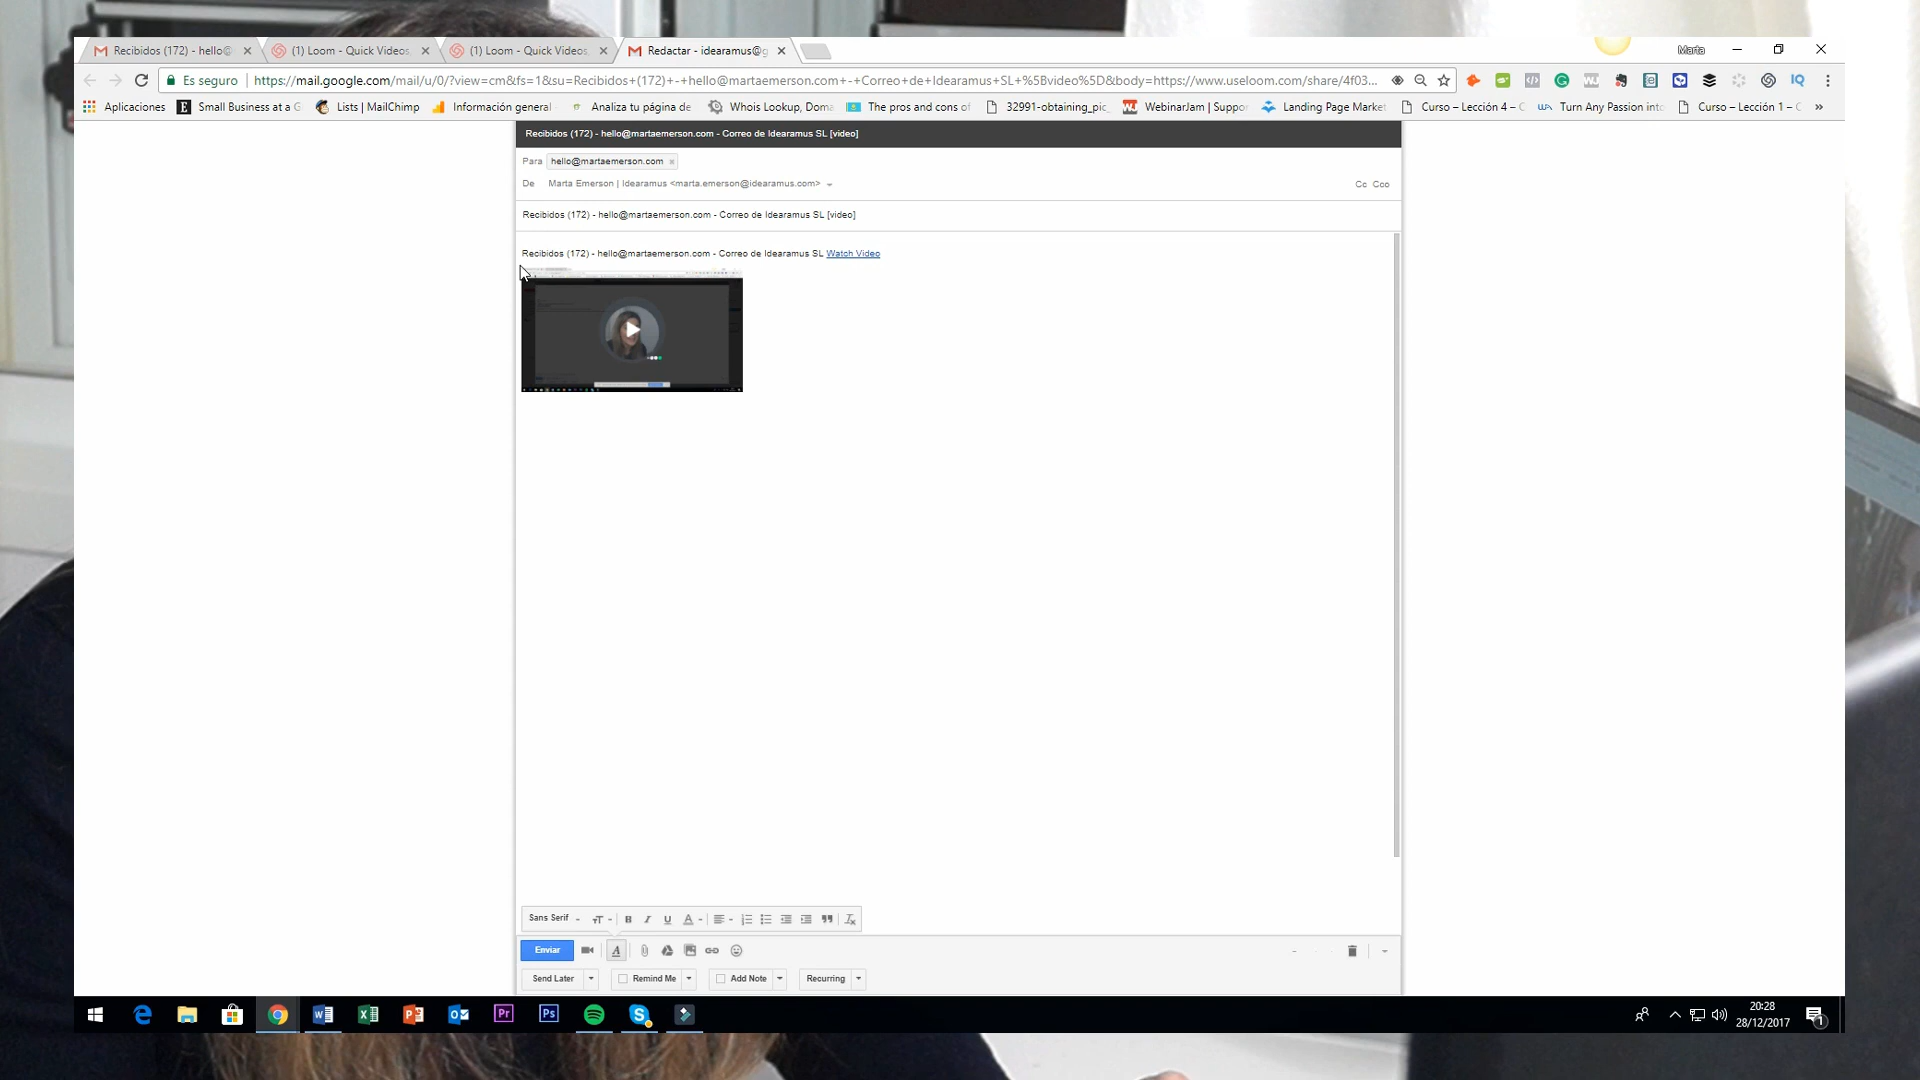 Recibidos (172) - hello@
(1) Loom - Quick Videos
(1) Loom - Quick Videos
Redactar - idearamus@g
Marta
Es seguro
https://mail.google.com/mail/u/0/?view=cm&fs=1&su=Recibidos+(172)+-+hello@martaemerson.com+-+Correo+de+Idearamus+SL+%5Bvideo%5D&body=https://www.useloom.com/share/4f03...
Aplicaciones
Small Business at a G
Lists | MailChimp
Información general
Analiza tu página de
Whois Lookup, Doma
The pros and cons of
32991-obtaining_pic
WebinarJam | Suppo
Landing Page Market
Curso – Lección 4 – C
Turn Any Passion into
Curso – Lección 1 – C
»
Recibidos (172) - hello@martaemerson.com - Correo de Idearamus SL [video]
Para hello@martaemerson.com
De Marta Emerson | Idearamus <marta.emerson@idearamus.com>
Cc Cco
Recibidos (172) - hello@martaemerson.com - Correo de Idearamus SL [video]
Recibidos (172) - hello@martaemerson.com - Correo de Idearamus SL Watch Video
Sans Serif
Enviar
Send Later
Remind Me
Add Note
Recurring
20:28
28/12/2017